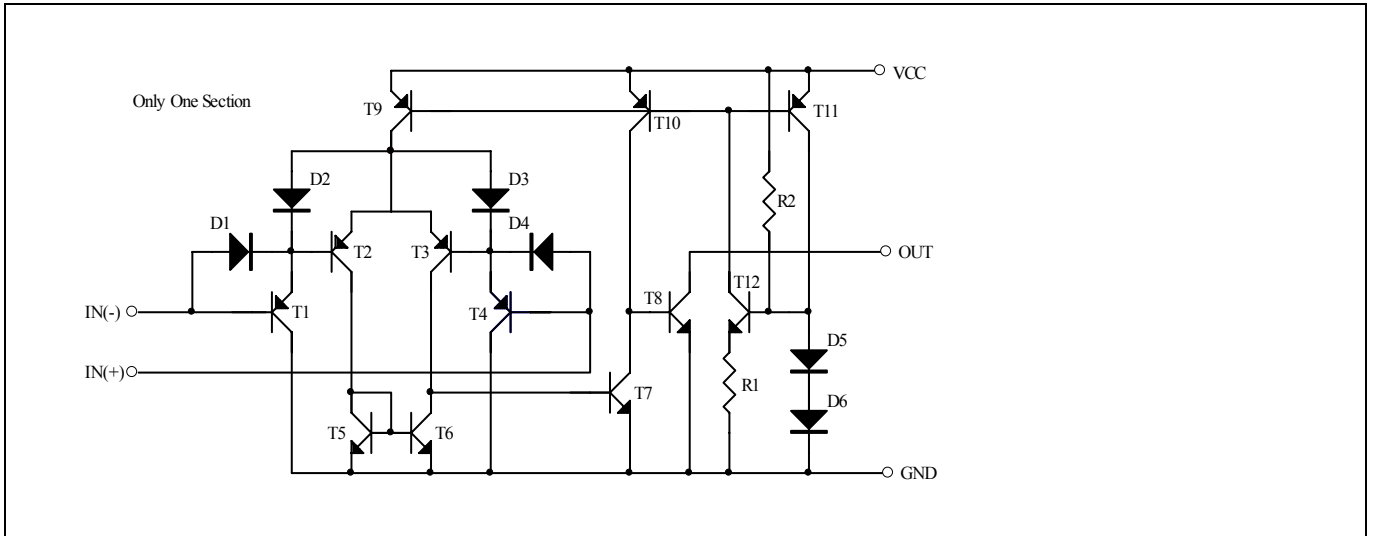 VCC
Only One Section
T9
T10
T11
D2
D3
R2
D1
D4
T2
T3
OUT
T12
T8
IN(-)
T1
T4
D5
IN(+)
R1
T7
D6
T5
T6
GND